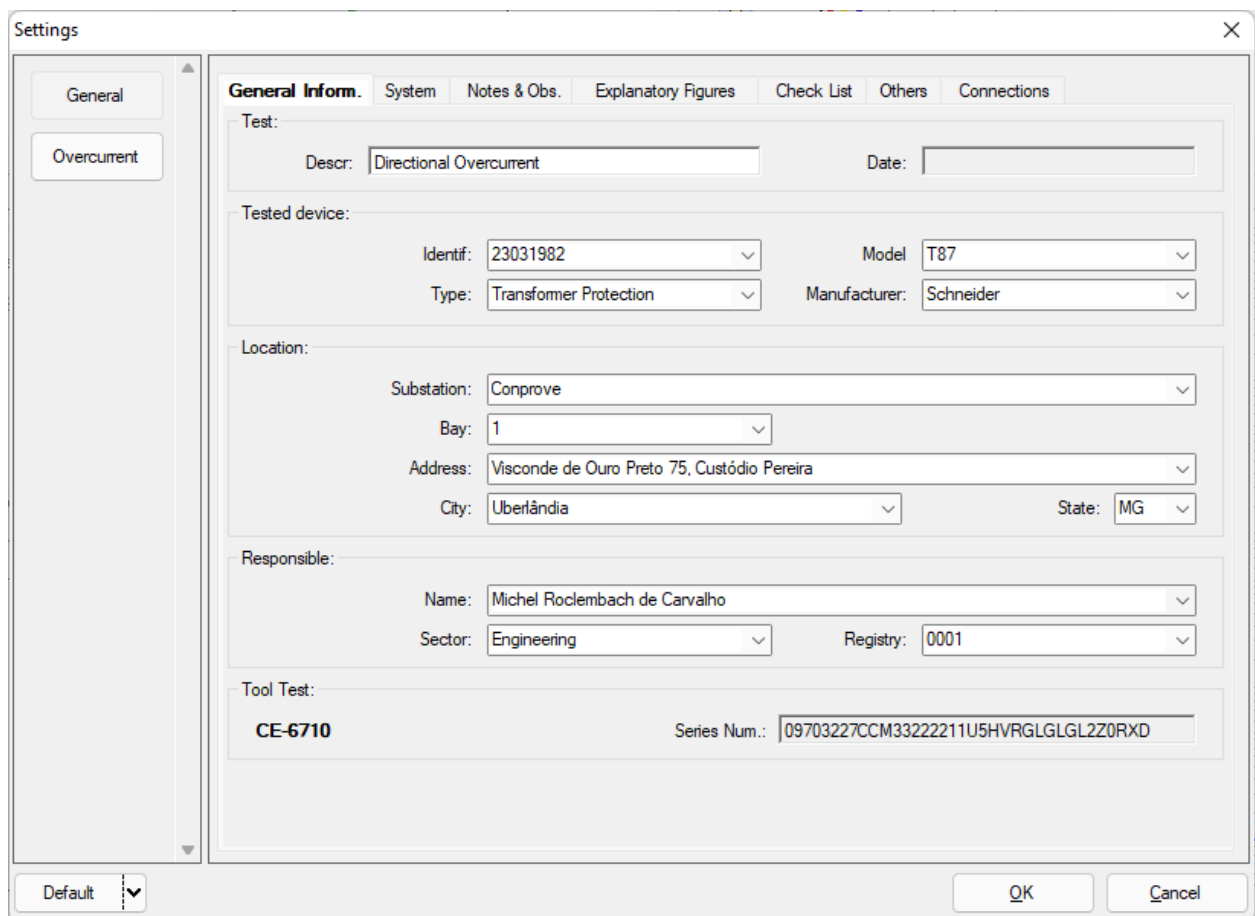 Settings
General
Overcurrent
General Inform. System Notes & Obs. Explanatory Figures Check List Others Connections
Test:
Descr: Directional Overcurrent Date:
Tested device:
Identif: 23031982 Model T87
Type: Transformer Protection Manufacturer: Schneider
Location:
Substation: Conprove
Bay: 1
Address: Visconde de Ouro Preto 75, Custódio Pereira
City: Uberlândia State: MG
Responsible:
Name: Michel Roclembach de Carvalho
Sector: Engineering Registry: 0001
Tool Test:
CE-6710 Series Num.: 09703227CCM33222211U5HVRGLGLGL2Z0RXD
Default OK Cancel